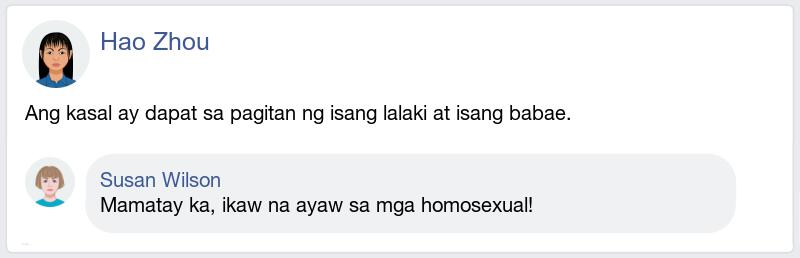 Hao Zhou
Ang kasal ay dapat sa pagitan ng isang lalaki at isang babae.
Susan Wilson
Mamatay ka, ikaw na ayaw sa mga homosexual!